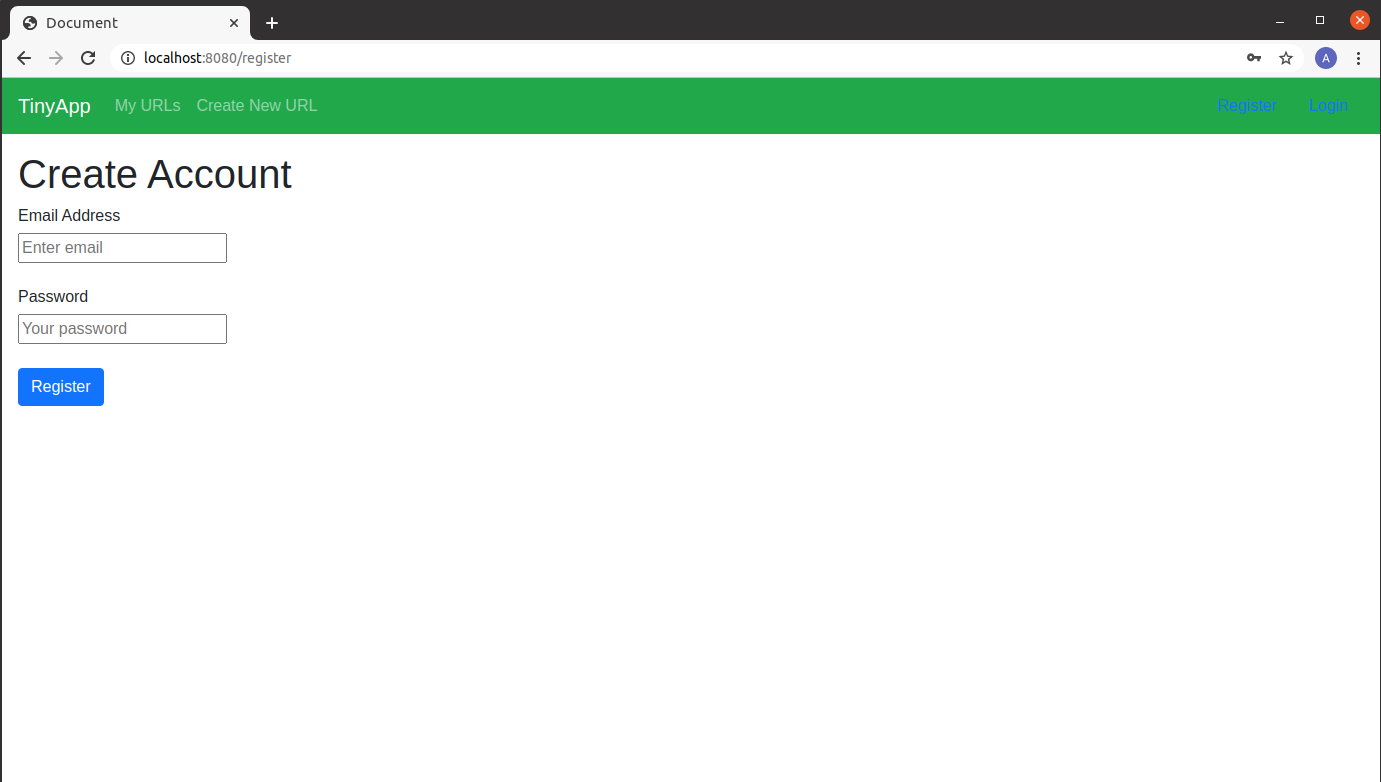 Document
localhost:8080/register
A
TinyApp My URLs Create New URL Register Login
Create Account
Email Address
Enter email
Password
Your password
Register